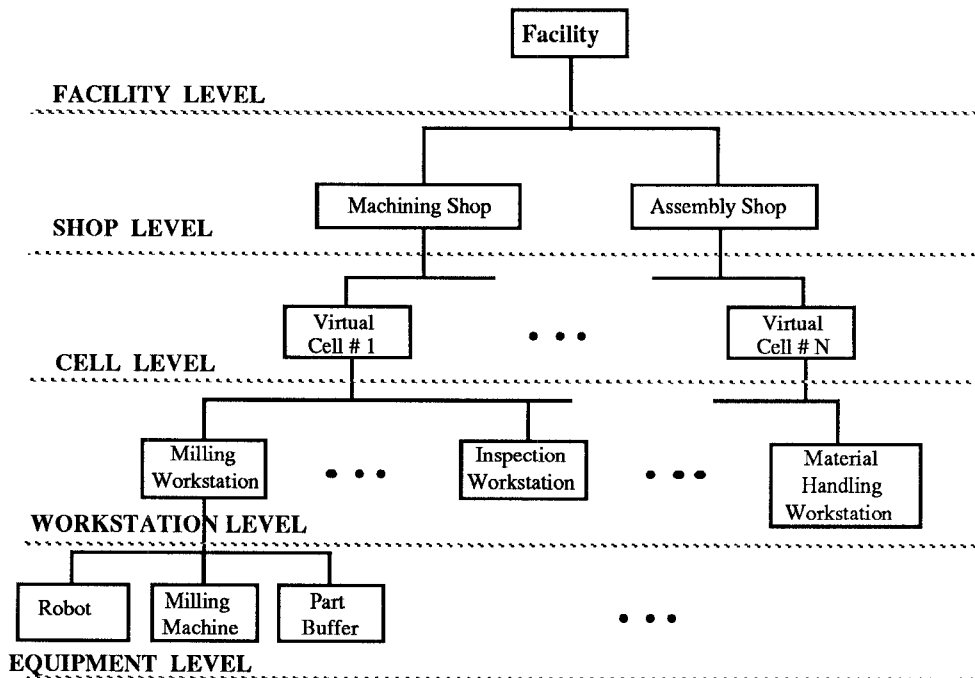 Facility
FACILITY LEVEL
Machining Shop
Assembly Shop
SHOP LEVEL
Virtual
Cell # 1
Virtual
Cell # N
CELL LEVEL
Milling
Workstation
Inspection
Workstation
Material
Handling
Workstation
WORKSTATION LEVEL
Robot
Milling
Machine
Part
Buffer
EQUIPMENT LEVEL